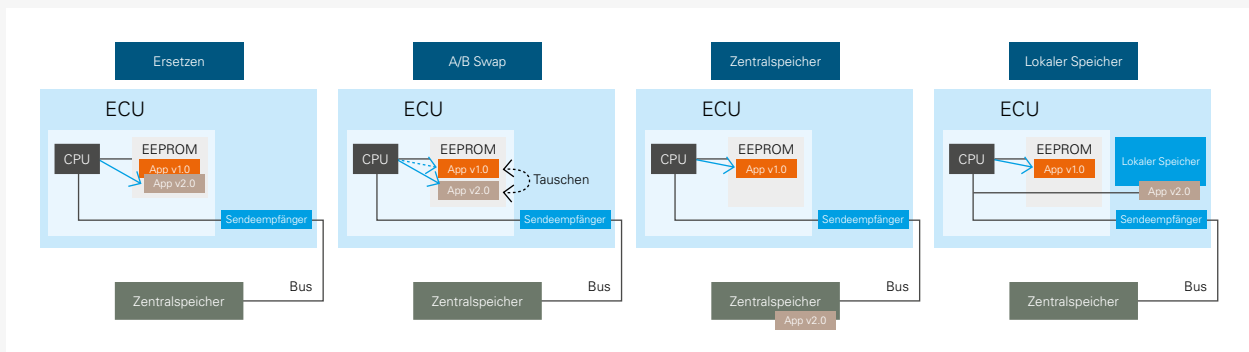 Ersetzen
ECU
CPU
EEPROM
App v1.0
App v2.0
Sendeempfänger
Bus
Zentralspeicher
A/B Swap
ECU
CPU
EEPROM
App v1.0
App v2.0
Tauschen
Sendeempfänger
Bus
Zentralspeicher
Zentralspeicher
ECU
CPU
EEPROM
App v1.0
Sendeempfänger
Bus
Zentralspeicher
App v2.0
Lokaler Speicher
ECU
CPU
EEPROM
App v1.0
Lokaler Speicher
App v2.0
Sendeempfänger
Bus
Zentralspeicher